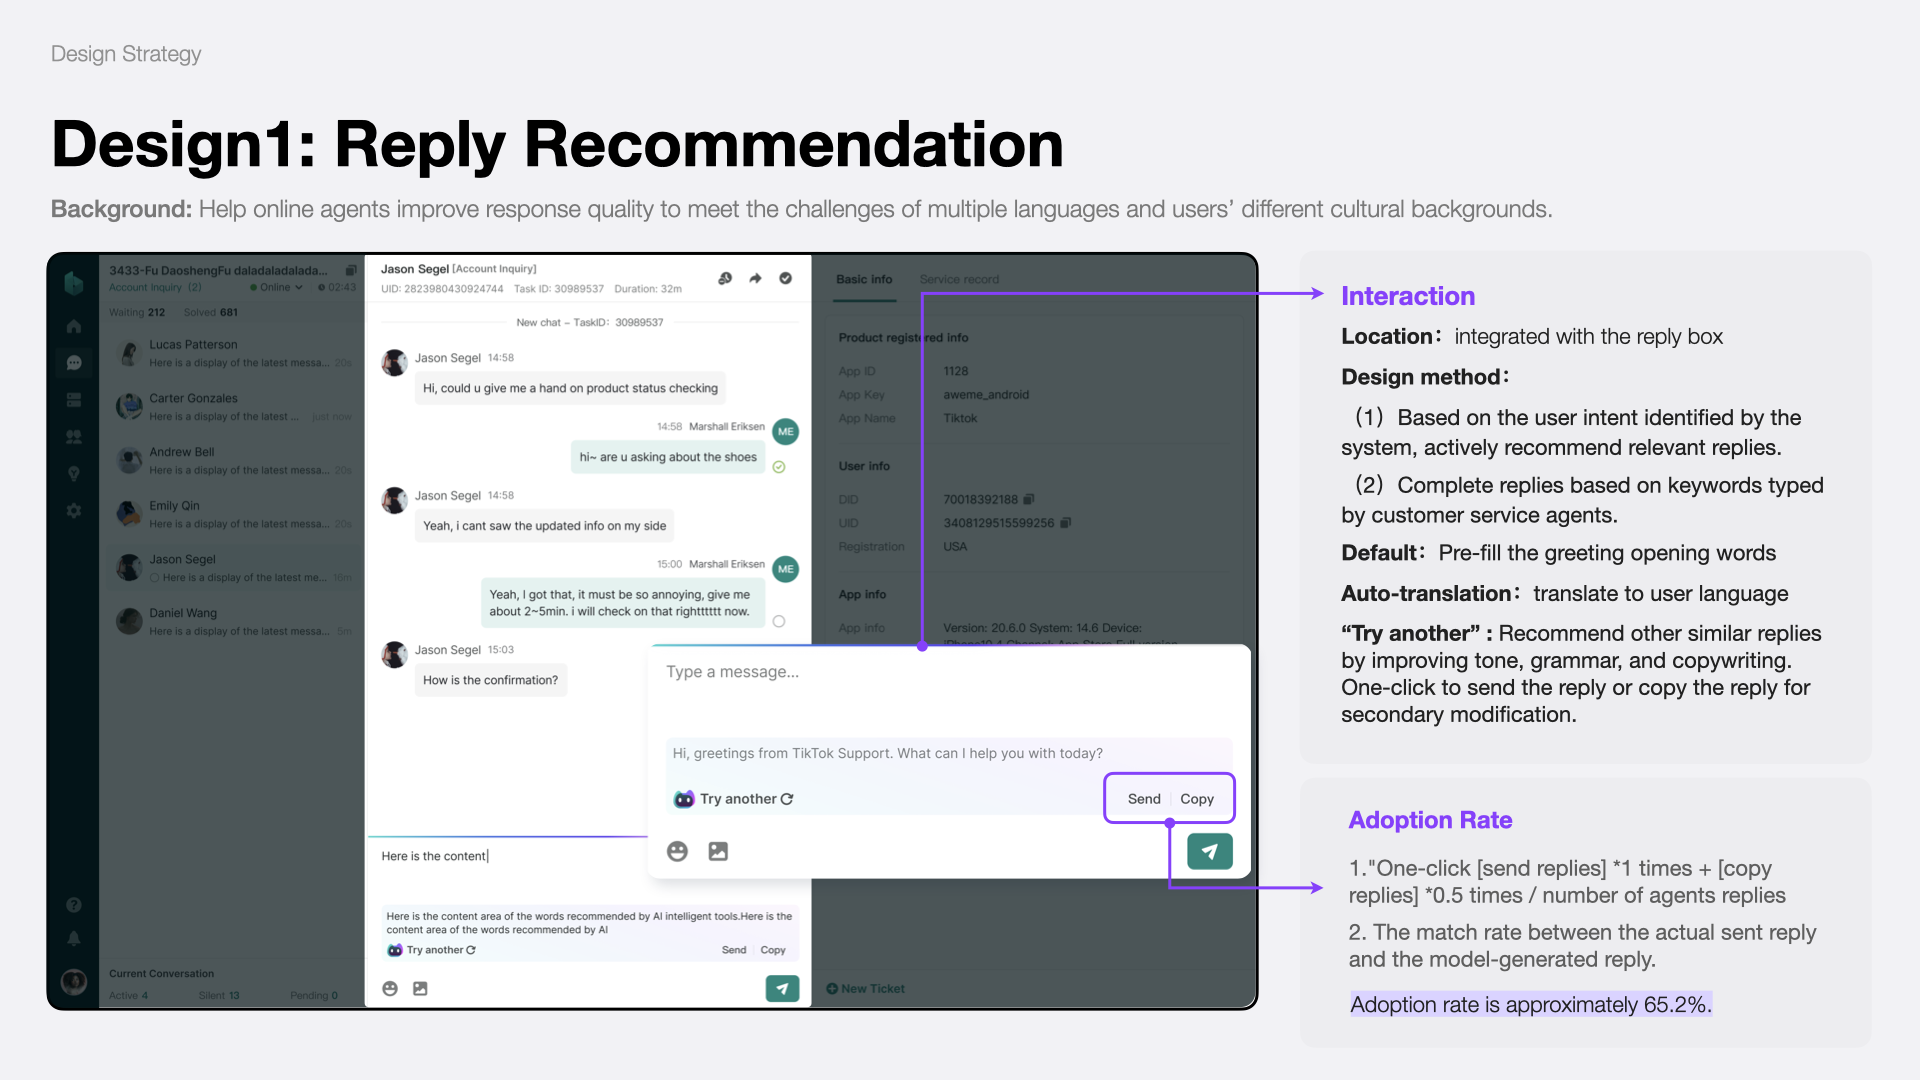 Design Strategy
Design1: Reply Recommendation
Background: Help online agents improve response quality to meet the challenges of multiple languages and users’ different cultural backgrounds.
3433-Fu DaoshengFu daladaladalada...
Account Inquiry (2)
Online
02:43
Waiting 212 Solved 681
Lucas Patterson
Here is a display of the latest messa... 20s
Carter Gonzales
Here is a display of the latest ... just now
Andrew Bell
Here is a display of the latest messa... 20s
Emily Qin
Here is a display of the latest messa... 20s
Jason Segel
Here is a display of the latest me... 16m
Daniel Wang
Here is a display of the latest messa... 5m
Current Conversation
Active 4 Silent 13 Pending 0
Jason Segel [Account Inquiry]
UID: 2823980430924744 Task ID: 30989537 Duration: 32m
New chat – TaskID: 30989537
Jason Segel 14:58
Hi, could u give me a hand on product status checking
14:58 Marshall Eriksen
ME
hi~ are u asking about the shoes
Jason Segel 14:58
Yeah, i cant saw the updated info on my side
15:00 Marshall Eriksen
ME
Yeah, I got that, it must be so annoying, give me
about 2~5min. i will check on that rightttttt now.
Jason Segel 15:03
How is the confirmation?
Here is the content
Here is the content area of the words recommended by AI intelligent tools.Here is the
content area of the words recommended by AI
Try another
Send Copy
Basic info Service record
Product registered info
App ID 1128
App Key aweme_android
App Name Tiktok
User info
DID 70018392188
UID 3408129515599256
Registration USA
App info
App info Version: 20.6.0 System: 14.6 Device:
New Ticket
Type a message...
Hi, greetings from TikTok Support. What can I help you with today?
Try another
Send Copy
Interaction
Location： integrated with the reply box
Design method：
（1）Based on the user intent identified by the
system, actively recommend relevant replies.
（2）Complete replies based on keywords typed
by customer service agents.
Default： Pre-fill the greeting opening words
Auto-translation： translate to user language
“Try another” : Recommend other similar replies
by improving tone, grammar, and copywriting.
One-click to send the reply or copy the reply for
secondary modification.
Adoption Rate
1."One-click [send replies] *1 times + [copy
replies] *0.5 times / number of agents replies
2. The match rate between the actual sent reply
and the model-generated reply.
Adoption rate is approximately 65.2%.